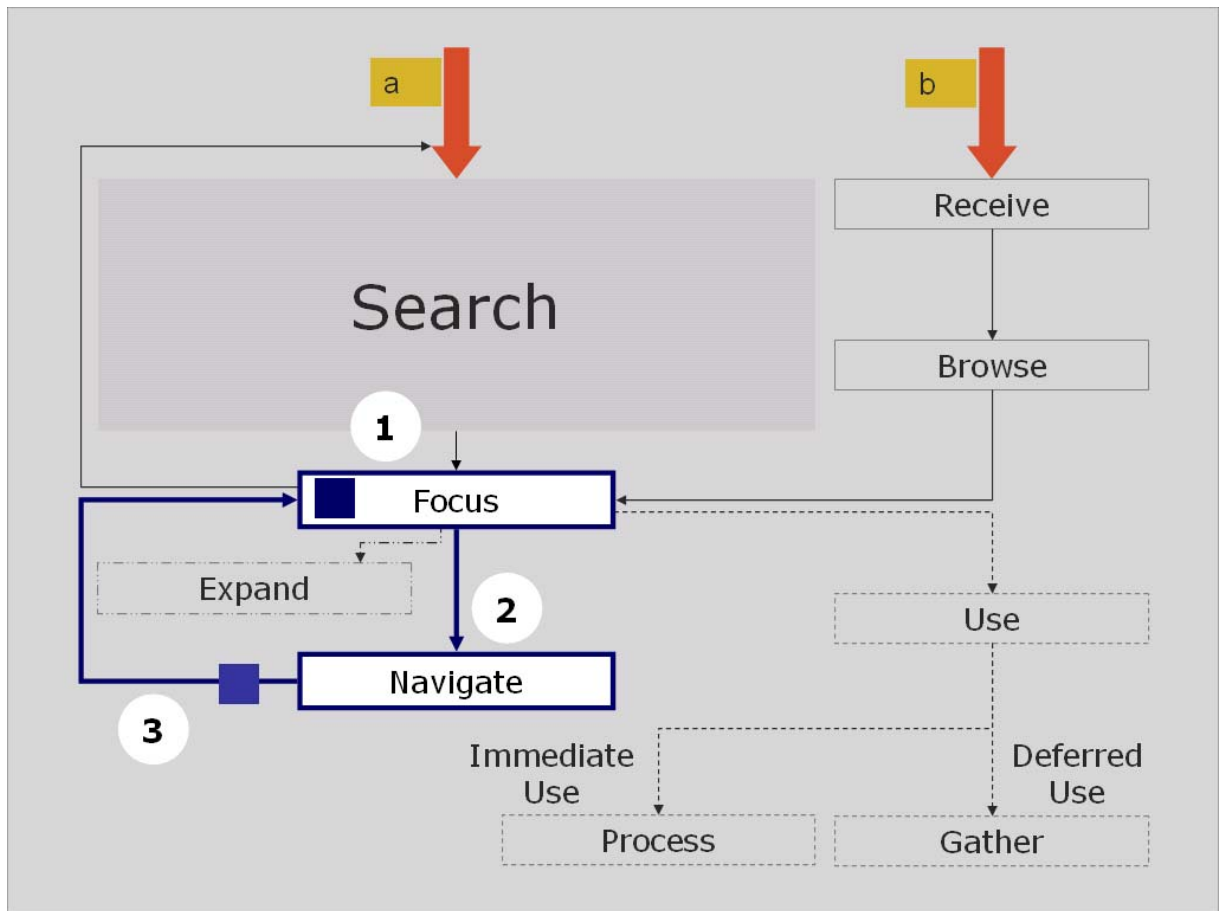 a
b
Receive
Search
Browse
1
Focus
Expand
2
Use
Navigate
3
Immediate
Use
Deferred
Use
Process
Gather